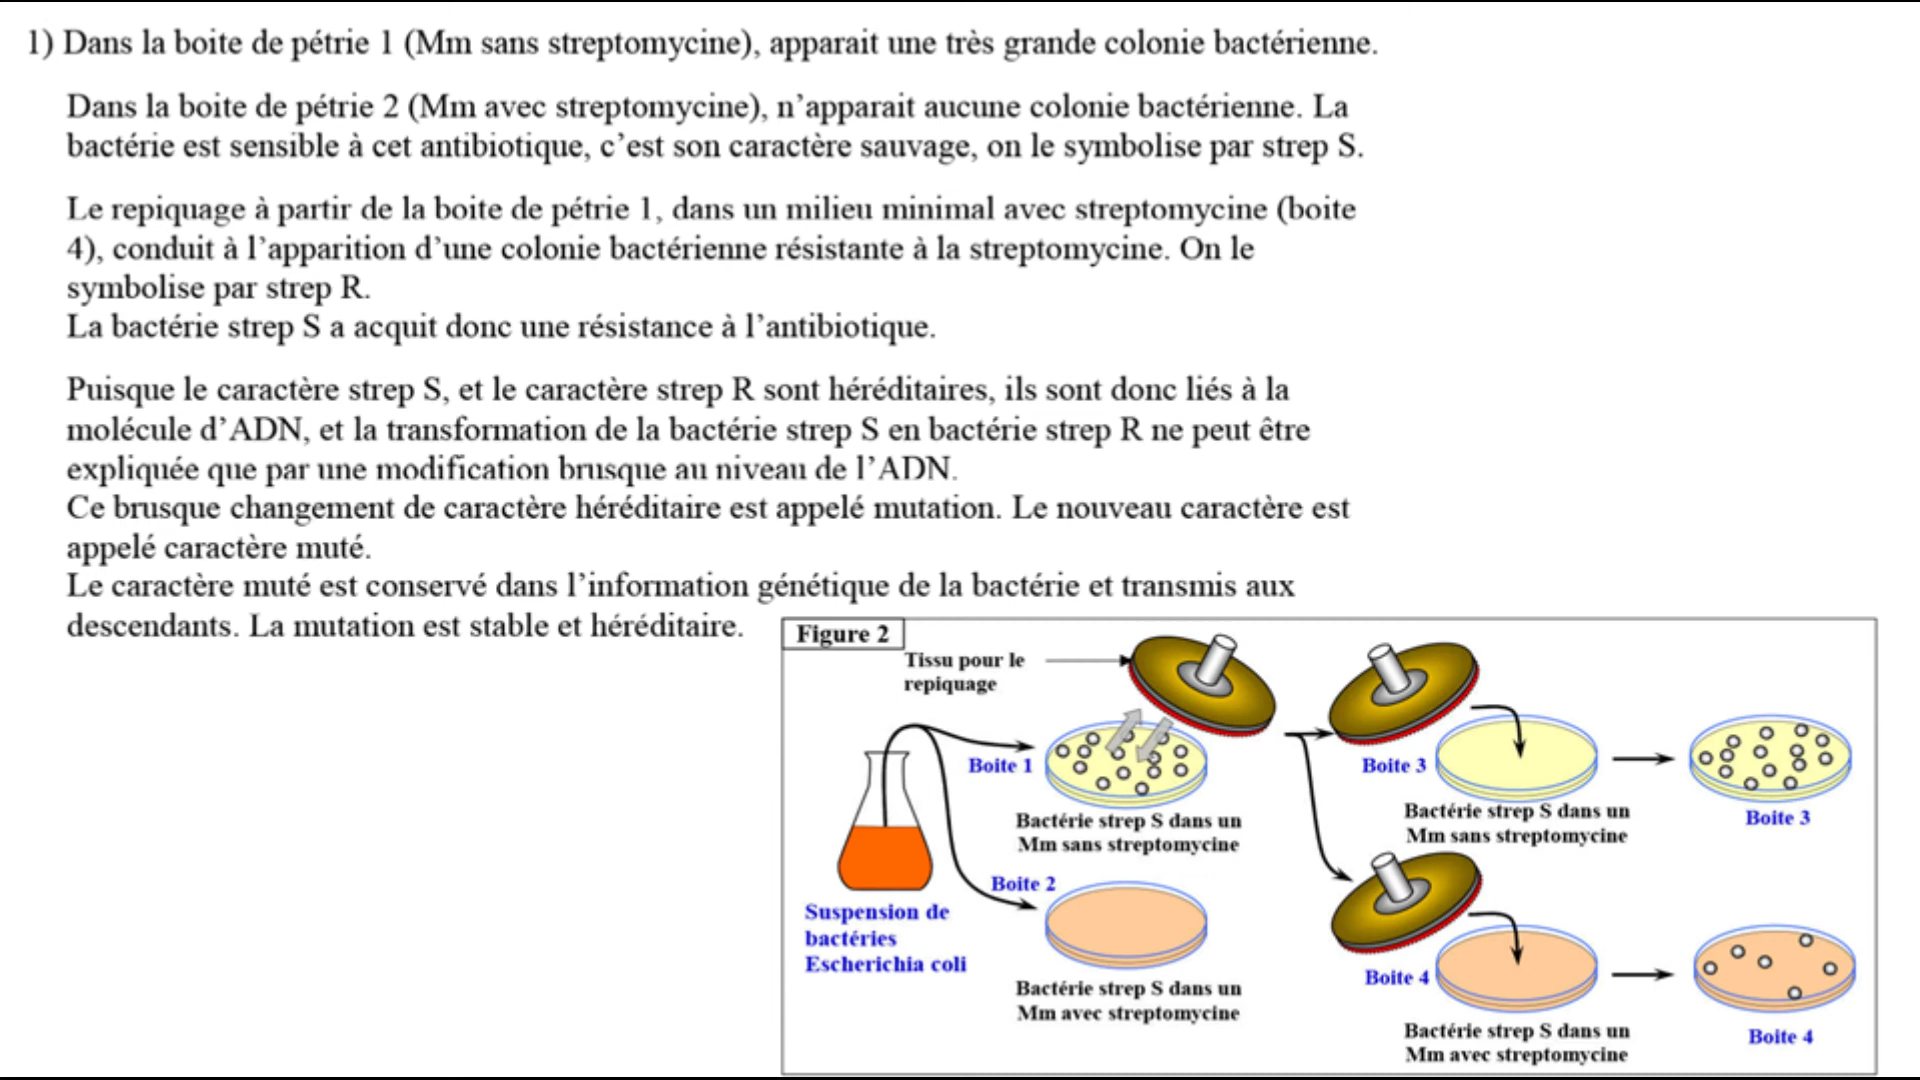 1) Dans la boite de pétrie 1 (Mm sans streptomycine), apparait une très grande colonie bactérienne.
Dans la boite de pétrie 2 (Mm avec streptomycine), n’apparait aucune colonie bactérienne. La
bactérie est sensible à cet antibiotique, c’est son caractère sauvage, on le symbolise par strep S.
Le repiquage à partir de la boite de pétrie 1, dans un milieu minimal avec streptomycine (boite
4), conduit à l’apparition d’une colonie bactérienne résistante à la streptomycine. On le
symbolise par strep R.
La bactérie strep S a acquit donc une résistance à l’antibiotique.
Puisque le caractère strep S, et le caractère strep R sont héréditaires, ils sont donc liés à la
molécule d’ADN, et la transformation de la bactérie strep S en bactérie strep R ne peut être
expliquée que par une modification brusque au niveau de l’ADN.
Ce brusque changement de caractère héréditaire est appelé mutation. Le nouveau caractère est
appelé caractère muté.
Le caractère muté est conservé dans l’information génétique de la bactérie et transmis aux
descendants. La mutation est stable et héréditaire.
Figure 2
Tissu pour le
repiquage
Boite 1
Bactérie strep S dans un
Mm sans streptomycine
Boite 2
Bactérie strep S dans un
Mm avec streptomycine
Suspension de
bactéries
Escherichia coli
Boite 3
Bactérie strep S dans un
Mm sans streptomycine
Boite 3
Boite 4
Bactérie strep S dans un
Mm avec streptomycine
Boite 4